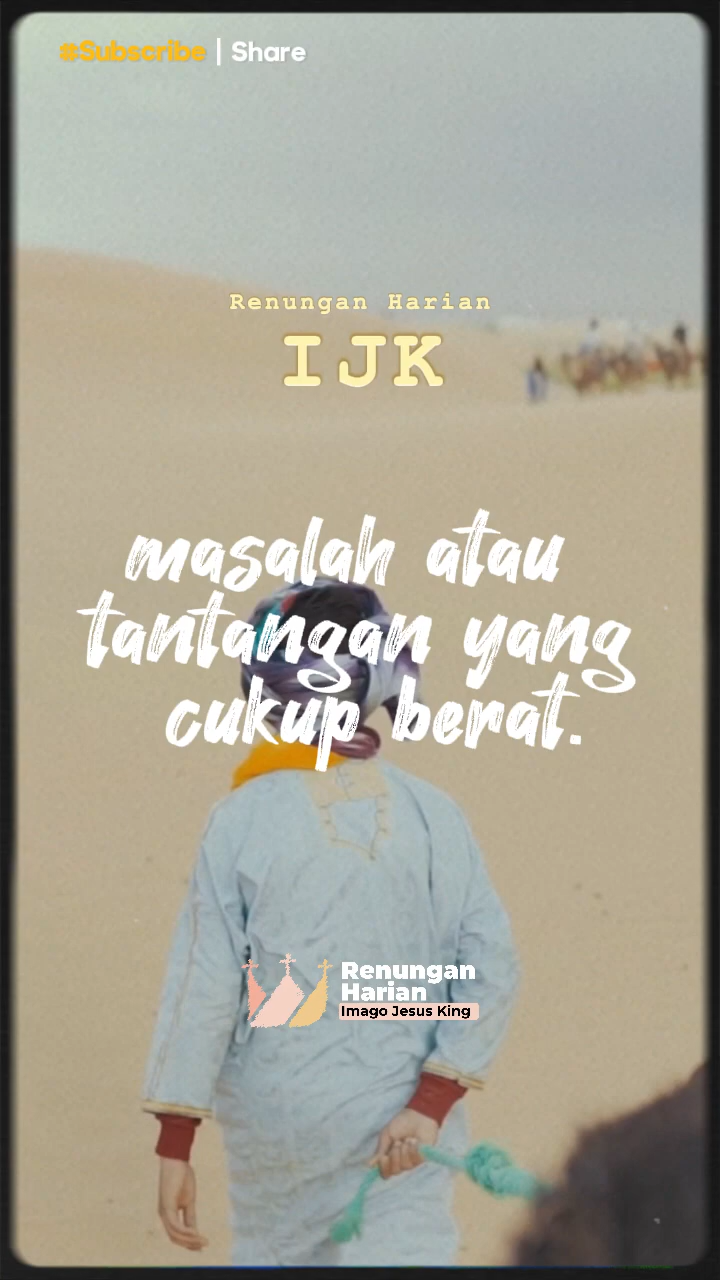 #Subscribe | Share
Renungan Harian
IJK
masalah atau
tantangan yang
cukup berat.
Renungan
Harian
Imago Jesus King